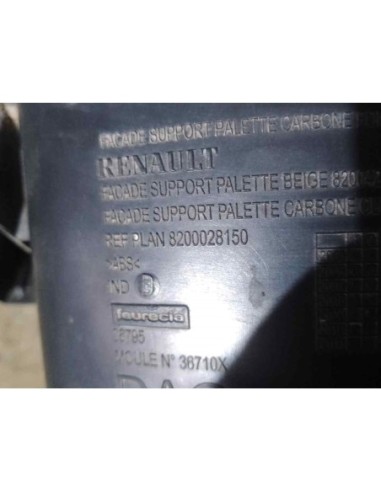 FACADE SUPPORT PALETTE CARBONE
RENAULT
FACADE SUPPORT PALETTE BEIGE
FACADE SUPPORT PALETTE CARBONE
REF PLAN 8200028150
>ABS<
IND B
faurecia
MOULE N° 36710X